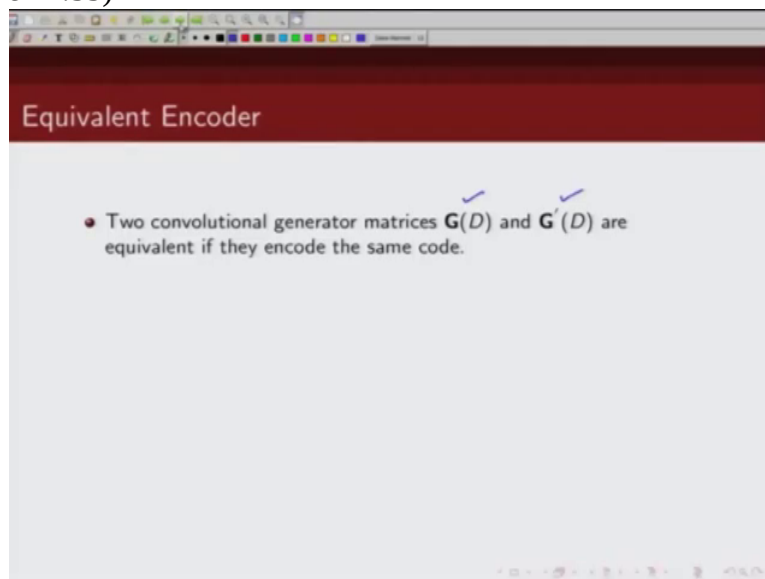 Equivalent Encoder
• Two convolutional generator matrices G(D) and G′(D) are
equivalent if they encode the same code.